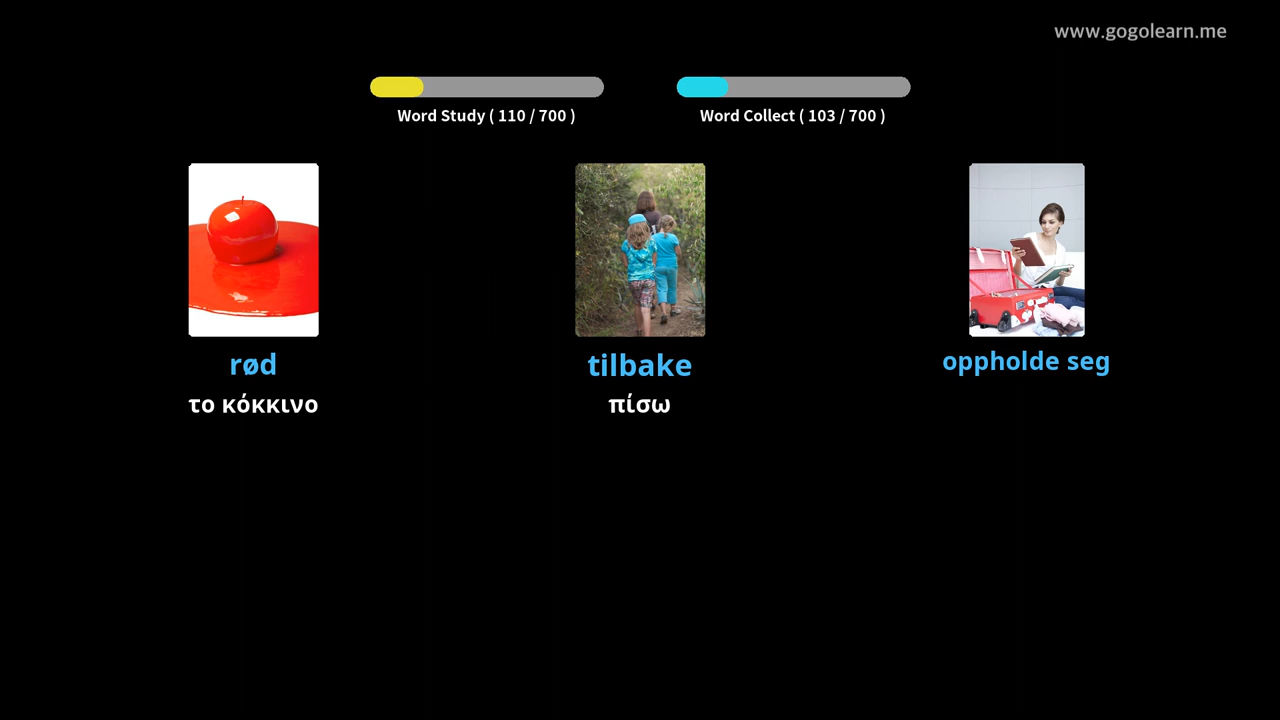 www.gogolearn.me
Word Study ( 110 / 700 )
Word Collect ( 103 / 700 )
rød
το κόκκινο
tilbake
πίσω
oppholde seg